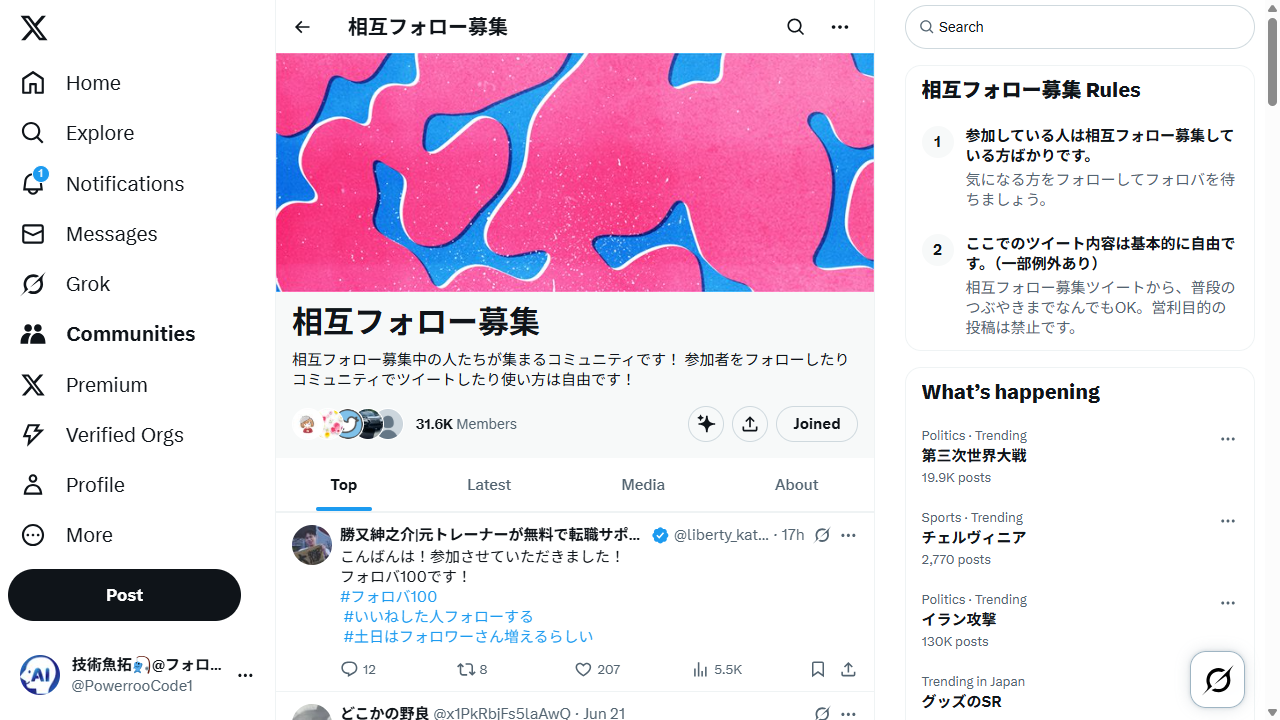 Home
Explore
1
Notifications
Messages
Grok
Communities
Premium
Verified Orgs
Profile
More
Post
技術魚拓🎣@フォロ...
@PowerrooCode1
相互フォロー募集
相互フォロー募集
相互フォロー募集中の人たちが集まるコミュニティです！ 参加者をフォローしたり
コミュニティでツイートしたり使い方は自由です！
31.6K Members
Joined
Top
Latest
Media
About
勝又紳之介|元トレーナーが無料で転職サポ... @liberty_kat... · 17h
こんばんは！参加させていただきました！
フォロバ100です！
#フォロバ100
#いいねした人フォローする
#土日はフォロワーさん増えるらしい
12
8
207
5.5K
どこかの野良 @x1PkRbjFs5laAwO · Jun 21
Search
相互フォロー募集 Rules
1
参加している人は相互フォロー募集して
いる方ばかりです。
気になる方をフォローしてフォロバを待
ちましょう。
2
ここでのツイート内容は基本的に自由で
す。（一部例外あり）
相互フォロー募集ツイートから、普段の
つぶやきまでなんでもOK。営利目的の
投稿は禁止です。
What's happening
Politics · Trending
第三次世界大戦
19.9K posts
Sports · Trending
チェルヴィニア
2,770 posts
Politics · Trending
イラン攻撃
130K posts
Trending in Japan
グッズのSR